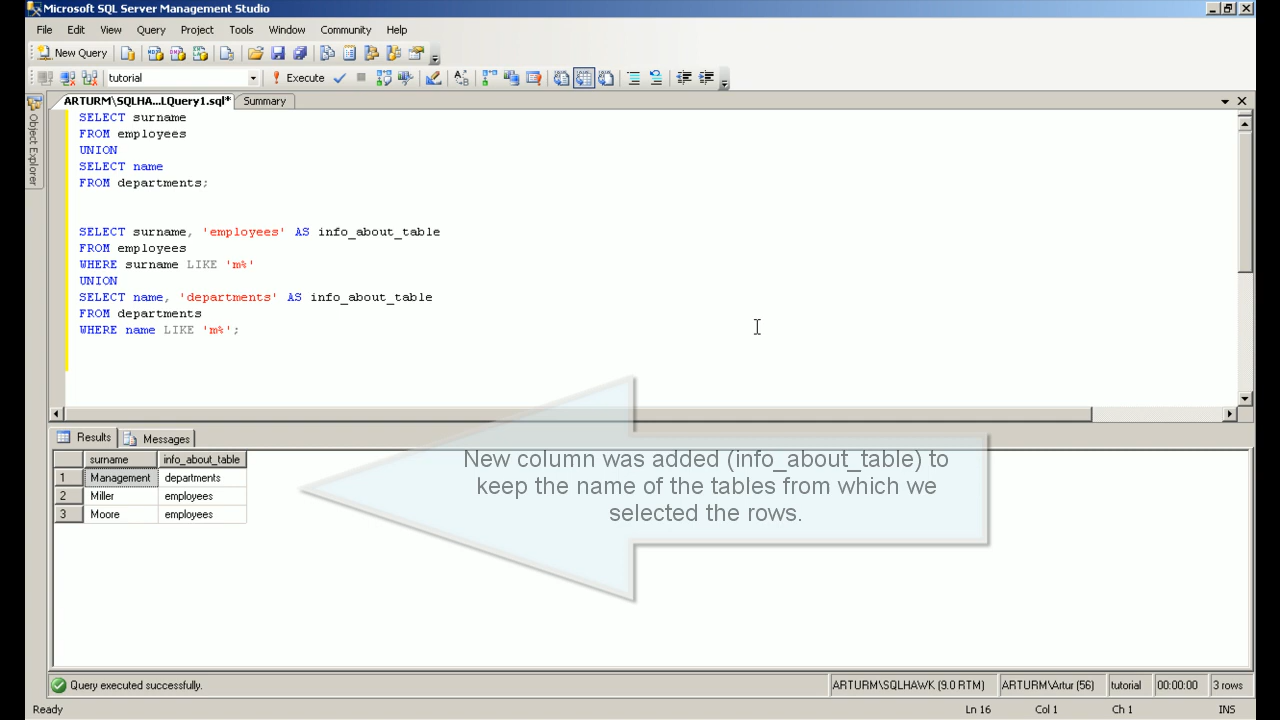 Microsoft SQL Server Management Studio
File Edit View Query Project Tools Window Community Help
New Query
tutorial Execute
ARTURM\SQLHA...LQuery1.sql* Summary
Object Explorer
SELECT surname
FROM employees
UNION
SELECT name
FROM departments;
SELECT surname, 'employees' AS info_about_table
FROM employees
WHERE surname LIKE 'm%'
UNION
SELECT name, 'departments' AS info_about_table
FROM departments
WHERE name LIKE 'm%';
Results Messages
surname info_about_table
1 Management departments
2 Miller employees
3 Moore employees
New column was added (info_about_table) to
keep the name of the tables from which we
selected the rows.
Query executed successfully. ARTURM\SQLHAWK (9.0 RTM) ARTURM\Artur (56) tutorial 00:00:00 3 rows
Ready Ln 16 Col 1 Ch 1 INS